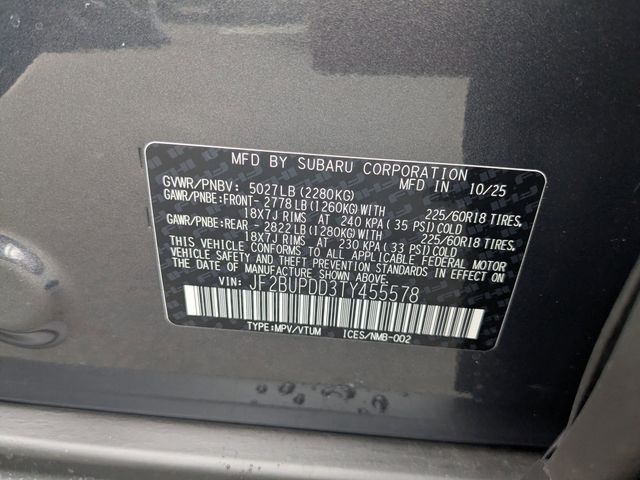 MFD BY SUBARU CORPORATION
GVWR/PNBV: 5027LB(2280KG) MFD IN 10/25
GAWR/PNBE:FRONT- 2778 LB(1260KG)WITH 225/60R18 TIRES,
18X7J RIMS AT 240 KPA(35 PSI)COLD
GAWR/PNBE:REAR - 2822 LB(1280KG)WITH 225/60R18 TIRES,
18X7J RIMS AT 230 KPA(33 PSI)COLD
THIS VEHICLE CONFORMS TO ALL APPLICABLE FEDERAL MOTOR
VEHICLE SAFETY AND THEFT PREVENTION STANDARDS IN EFFECT ON
THE DATE OF MANUFACTURE SHOWN ABOVE.
VIN: JF2BUPDD3TY455578
TYPE:MPV/VTUM ICES/NMB-002